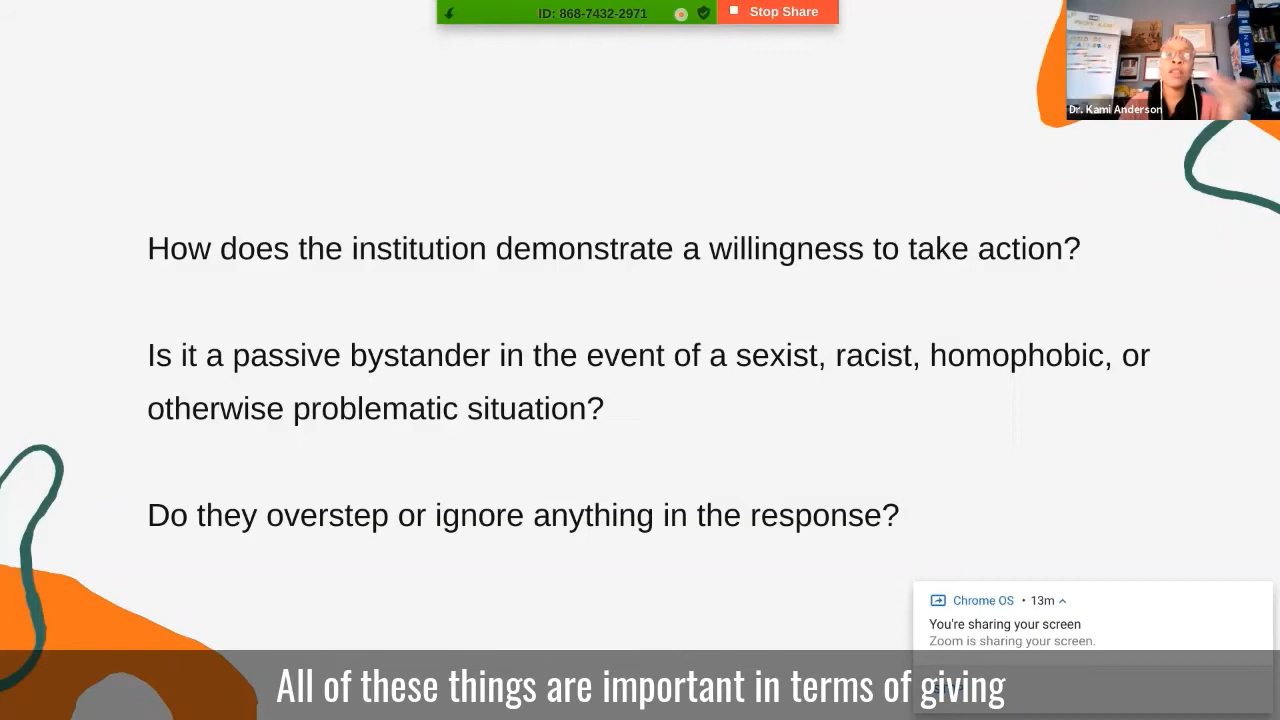 ID: 868-7432-2971
Stop Share
Dr. Kami Anderson
How does the institution demonstrate a willingness to take action?
Is it a passive bystander in the event of a sexist, racist, homophobic, or
otherwise problematic situation?
Do they overstep or ignore anything in the response?
Chrome OS • 13m
You're sharing your screen
Zoom is sharing your screen.
All of these things are important in terms of giving